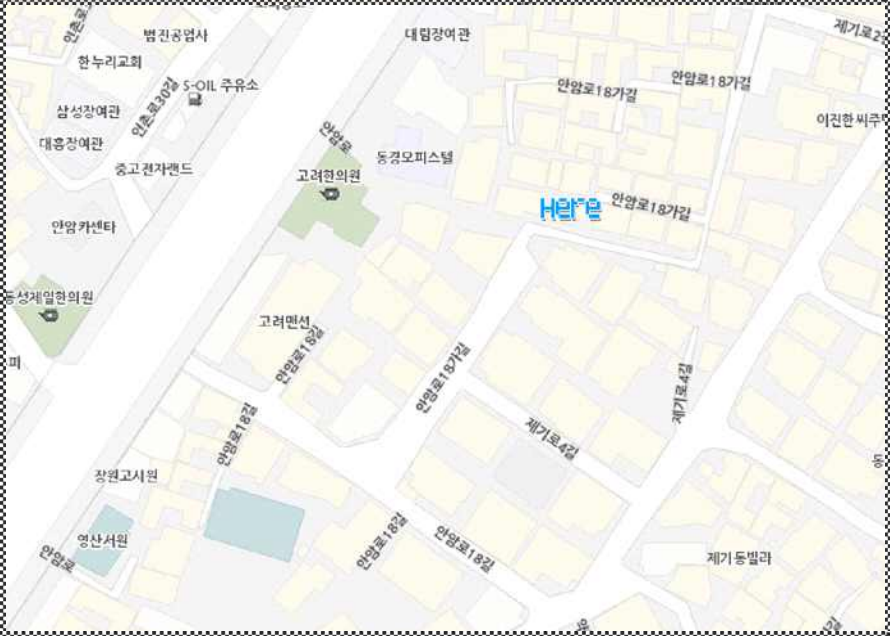 안촌로3
범진공업사
대림장여관
제기로2
한누리교회
S-OIL 주유소
안암로18가길
안암로18가길
삼성장여관
안촌로30길
이진한씨주
대흥장여관
안암로
동경오피스텔
중고전자랜드
고려한의원
Here
안암로18가길
안암카센타
동성제일한의원
고려맨션
안암로18길
안암로18가길
제기로4길
안암로18길
제기로4길
장원고시원
영산서원
안암로18길
안암로18길
제기동빌라
안암로